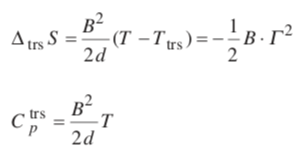 Δ_trs S = B²/2d (T − T_trs) = −1/2 B · Γ²
C_p^trs = B²/2d T